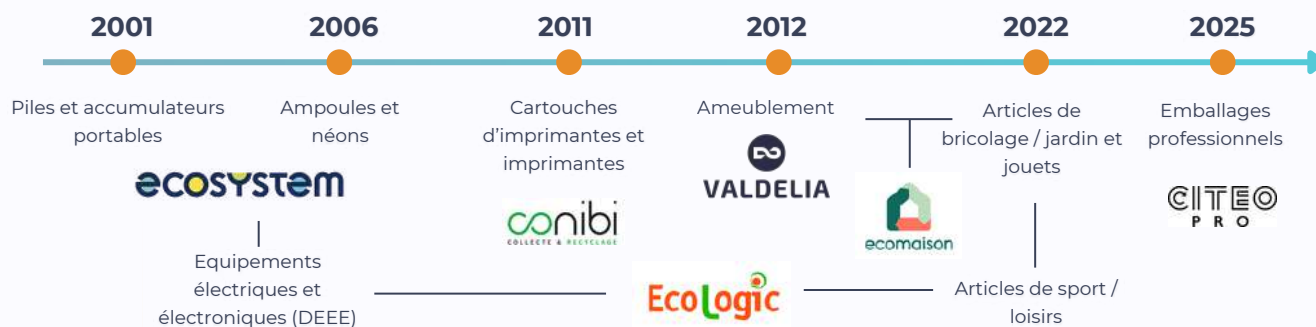 2001
2006
2011
2012
2022
2025
Piles et accumulateurs
portables
Ampoules et
néons
Cartouches
d'imprimantes et
imprimantes
Ameublement
Articles de
bricolage / jardin et
jouets
Emballages
professionnels
ecosystem
conibi
COLLECTE & RECYCLAGE
VALDELIA
ecomaison
CITEO
PRO
Equipements
électriques et
électroniques (DEEE)
Ecologic
Articles de sport /
loisirs